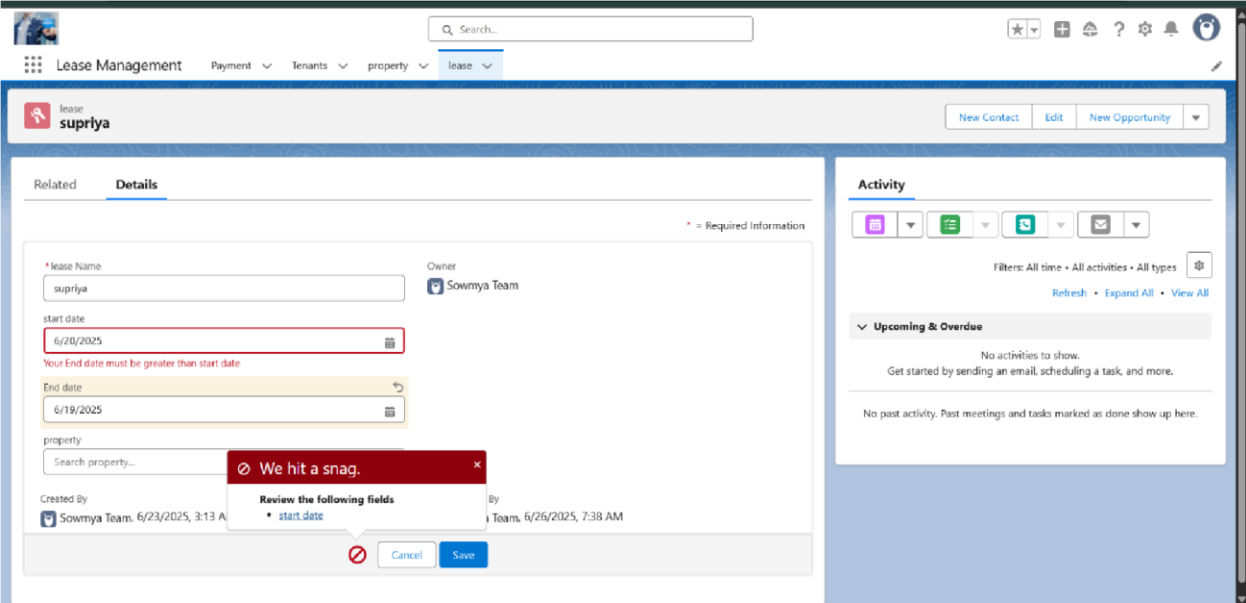 Search...
Lease Management Payment Tenants property lease
lease
supriya
New Contact Edit New Opportunity
Related Details
* = Required Information
*lease Name
supriya
Owner
Sowmya Team
start date
6/20/2025
Your End date must be greater than start date
End date
6/19/2025
property
Search property...
We hit a snag.
Review the following fields
• start date
Created By
Sowmya Team, 6/23/2025, 3:13 A
By
Team, 6/26/2025, 7:38 AM
Cancel Save
Activity
Filters: All time • All activities • All types
Refresh • Expand All • View All
Upcoming & Overdue
No activities to show.
Get started by sending an email, scheduling a task, and more.
No past activity. Past meetings and tasks marked as done show up here.